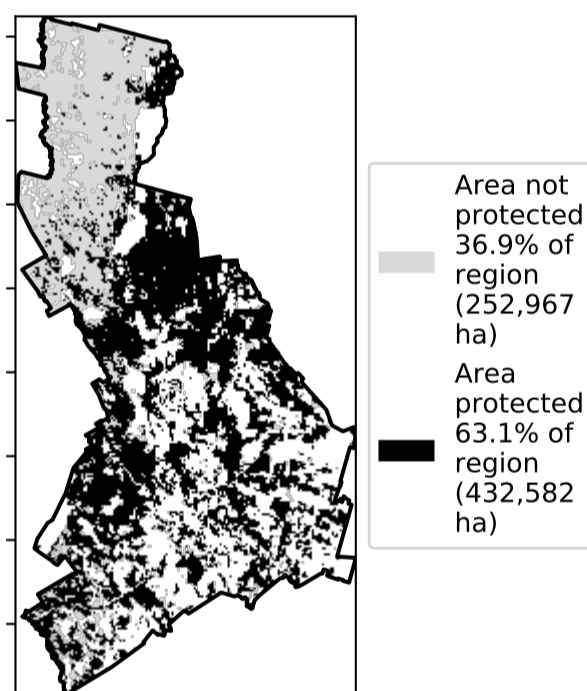 Area not
protected
36.9% of
region
(252,967
ha)
Area
protected
63.1% of
region
(432,582
ha)